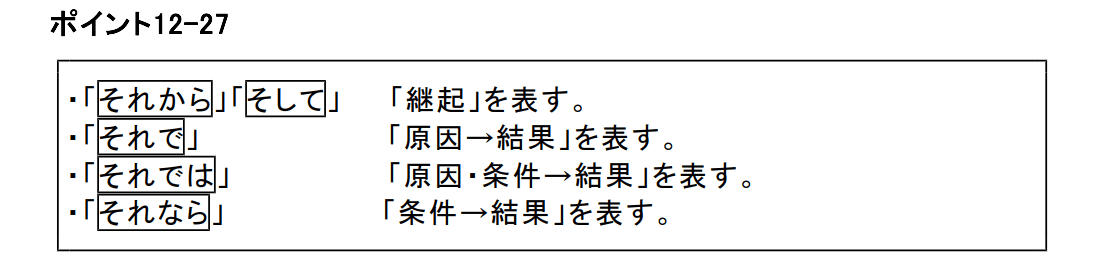 ポイント12-27
・「それから」「そして」 「継起」を表す。
・「それで」 「原因→結果」を表す。
・「それでは」 「原因・条件→結果」を表す。
・「それなら」 「条件→結果」を表す。